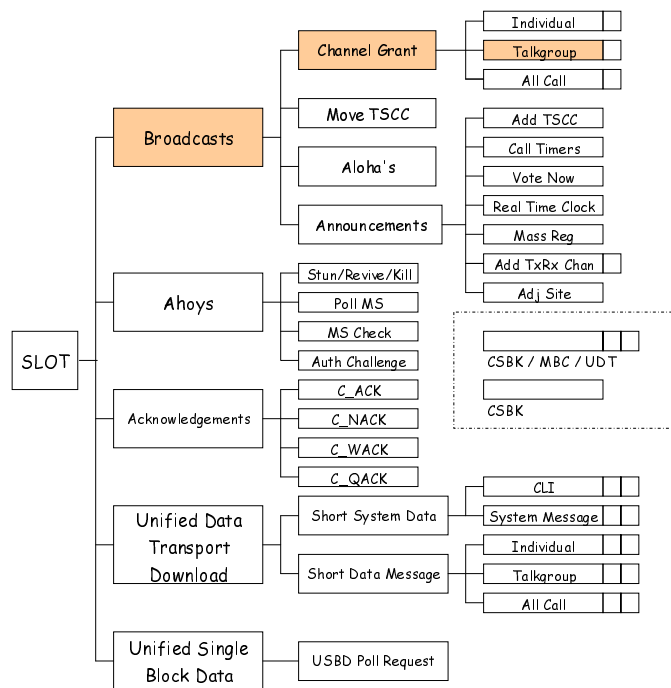 SLOT
Broadcasts
Channel Grant
Individual
Talkgroup
All Call
Move TSCC
Aloha's
Announcements
Add TSCC
Call Timers
Vote Now
Real Time Clock
Mass Reg
Add TxRx Chan
Adj Site
Ahoys
Stun/Revive/Kill
Poll MS
MS Check
Auth Challenge
Acknowledgements
C_ACK
C_NACK
C_WACK
C_QACK
Unified Data
Transport
Download
Short System Data
CLI
System Message
Short Data Message
Individual
Talkgroup
All Call
Unified Single
Block Data
USBD Poll Request
CSBK / MBC / UDT
CSBK